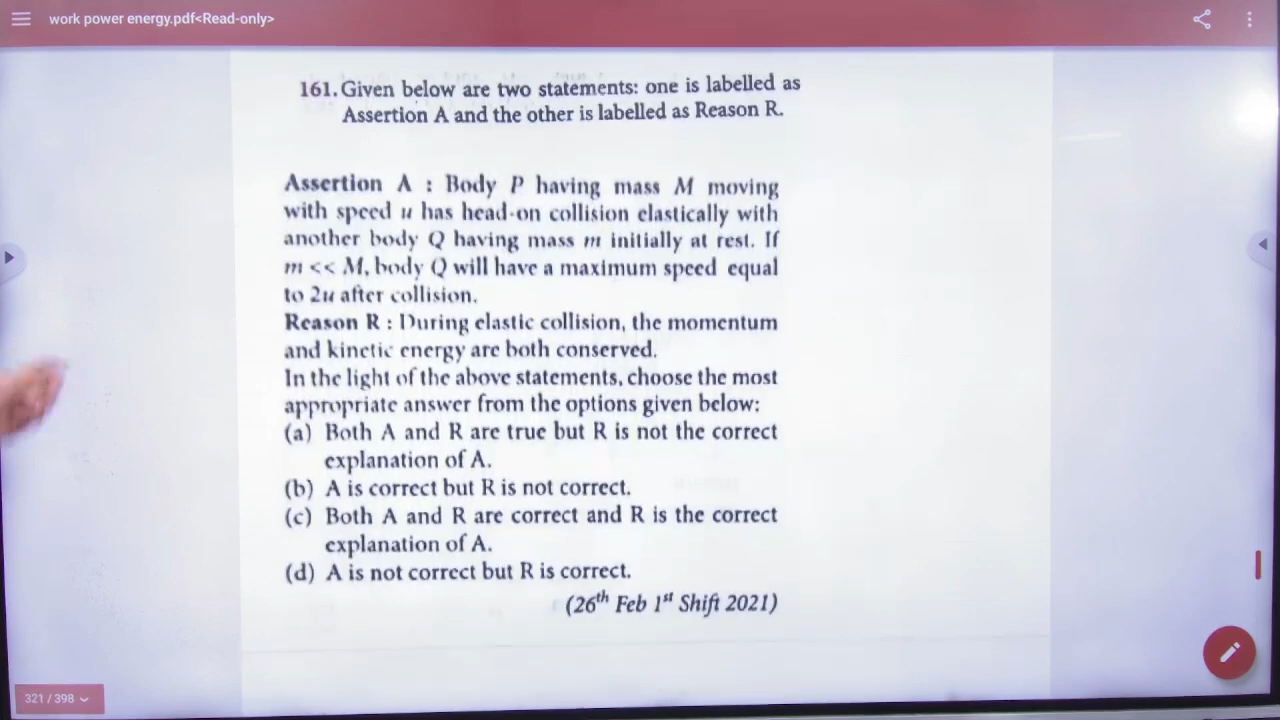 work power energy.pdf<Read-only>
161. Given below are two statements: one is labelled as
Assertion A and the other is labelled as Reason R.
Assertion A : Body P having mass M moving
with speed u has head-on collision elastically with
another body Q having mass m initially at rest. If
m << M, body Q will have a maximum speed equal
to 2u after collision.
Reason R : During elastic collision, the momentum
and kinetic energy are both conserved.
In the light of the above statements, choose the most
appropriate answer from the options given below:
(a) Both A and R are true but R is not the correct
explanation of A.
(b) A is correct but R is not correct.
(c) Both A and R are correct and R is the correct
explanation of A.
(d) A is not correct but R is correct.
(26th Feb 1st Shift 2021)
321 / 398